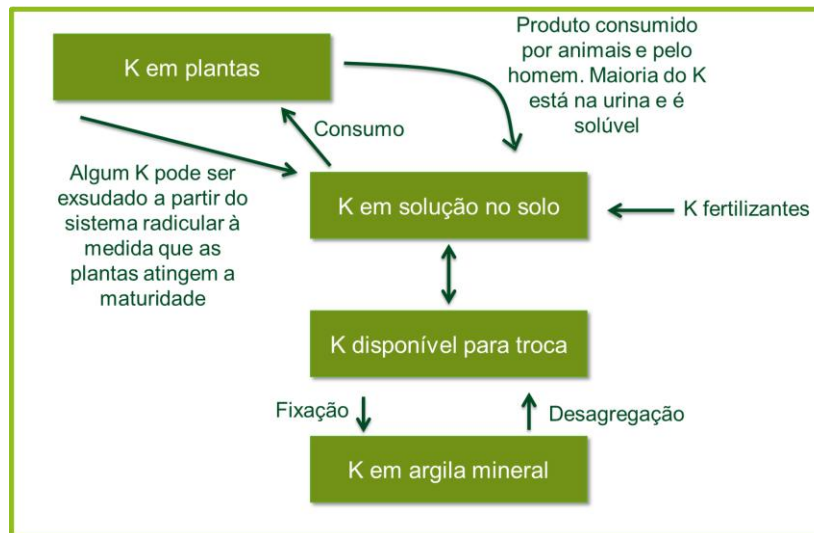 K em plantas
Produto consumido
por animais e pelo
homem. Maioria do K
está na urina e é
solúvel
Consumo
Algum K pode ser
exsudado a partir do
sistema radicular à
medida que as
plantas atingem a
maturidade
K em solução no solo
K fertilizantes
K disponível para troca
Fixação
Desagregação
K em argila mineral